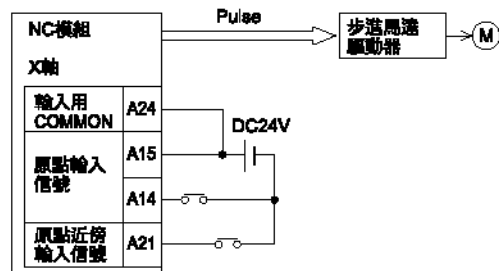 NC模組
Pulse
步進馬達
驅動器
M
X軸
輸入用
COMMON
A24
DC24V
原點輸入
信號
A15
A14
原點近傍
輸入信號
A21